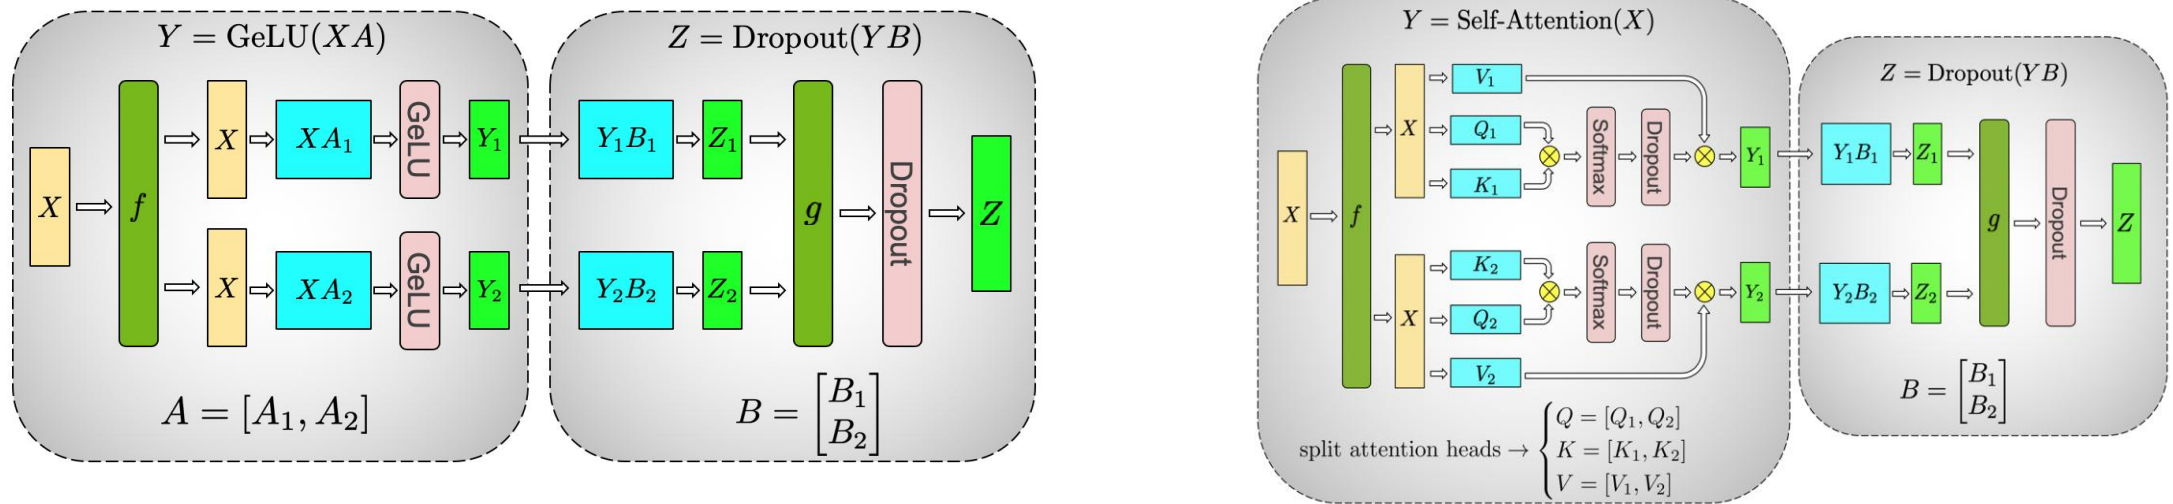 Y = GeLU(XA)
X
f
X
XA₁
GeLU
Y₁
X
XA₂
GeLU
Y₂
A = [A₁, A₂]
Z = Dropout(YB)
Y₁B₁
Z₁
Y₂B₂
Z₂
g
Dropout
Z
B = [B₁
B₂]
Y = Self-Attention(X)
X
f
X
V₁
Q₁
K₁
⊗
Softmax
Dropout
⊗
Y₁
X
K₂
Q₂
V₂
⊗
Softmax
Dropout
⊗
Y₂
split attention heads → { Q = [Q₁, Q₂]
K = [K₁, K₂]
V = [V₁, V₂]
Z = Dropout(YB)
Y₁B₁
Z₁
Y₂B₂
Z₂
g
Dropout
Z
B = [B₁
B₂]